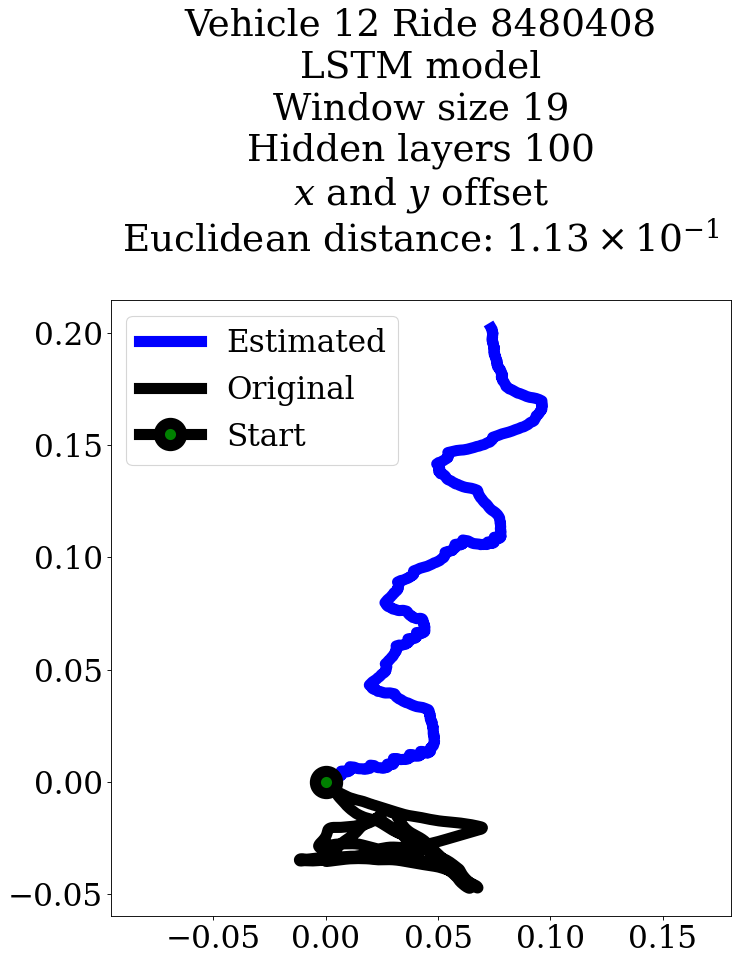 Vehicle 12 Ride 8480408
LSTM model
Window size 19
Hidden layers 100
x and y offset
Euclidean distance: 1.13 × 10⁻¹
Estimated
Original
Start
0.20
0.15
0.10
0.05
0.00
−0.05
−0.05 0.00 0.05 0.10 0.15